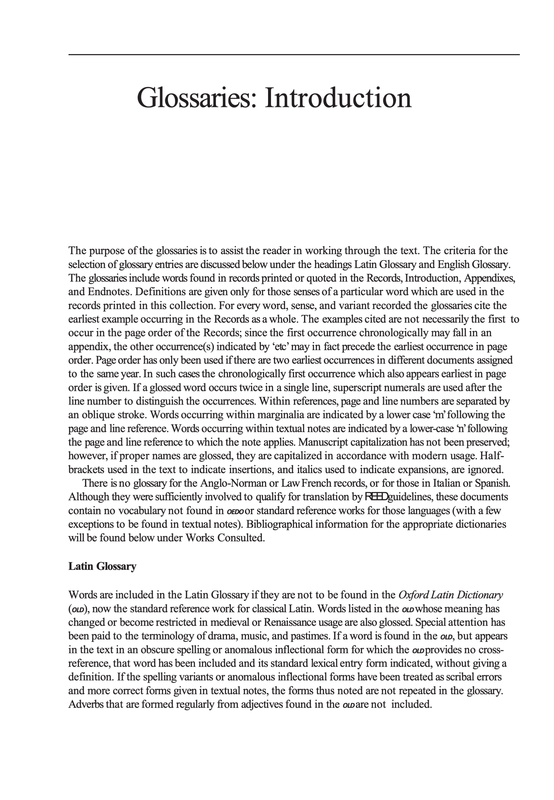 Glossaries: Introduction
The purpose of the glossaries is to assist the reader in working through the text. The criteria for the
selection of glossary entries are discussed below under the headings Latin Glossary and English Glossary.
The glossaries include words found in records printed or quoted in the Records, Introduction, Appendixes,
and Endnotes. Definitions are given only for those senses of a particular word which are used in the
records printed in this collection. For every word, sense, and variant recorded the glossaries cite the
earliest example occurring in the Records as a whole. The examples cited are not necessarily the first to
occur in the page order of the Records; since the first occurrence chronologically may fall in an
appendix, the other occurrence(s) indicated by ‘etc’ may in fact precede the earliest occurrence in page
order. Page order has only been used if there are two earliest occurrences in different documents assigned
to the same year. In such cases the chronologically first occurrence which also appears earliest in page
order is given. If a glossed word occurs twice in a single line, superscript numerals are used after the
line number to distinguish the occurrences. Within references, page and line numbers are separated by
an oblique stroke. Words occurring within marginalia are indicated by a lower case ‘m’ following the
page and line reference. Words occurring within textual notes are indicated by a lower-case ‘n’ following
the page and line reference to which the note applies. Manuscript capitalization has not been preserved;
however, if proper names are glossed, they are capitalized in accordance with modern usage. Half-
brackets used in the text to indicate insertions, and italics used to indicate expansions, are ignored.
There is no glossary for the Anglo-Norman or Law French records, or for those in Italian or Spanish.
Although they were sufficiently involved to qualify for translation by REED guidelines, these documents
contain no vocabulary not found in OEDO or standard reference works for those languages (with a few
exceptions to be found in textual notes). Bibliographical information for the appropriate dictionaries
will be found below under Works Consulted.
Latin Glossary
Words are included in the Latin Glossary if they are not to be found in the Oxford Latin Dictionary
(OLD), now the standard reference work for classical Latin. Words listed in the OLD whose meaning has
changed or become restricted in medieval or Renaissance usage are also glossed. Special attention has
been paid to the terminology of drama, music, and pastimes. If a word is found in the OLD, but appears
in the text in an obscure spelling or anomalous inflectional form for which the OLD provides no cross-
reference, that word has been included and its standard lexical entry form indicated, without giving a
definition. If the spelling variants or anomalous inflectional forms have been treated as scribal errors
and more correct forms given in textual notes, the forms thus noted are not repeated in the glossary.
Adverbs that are formed regularly from adjectives found in the OLD are not included.